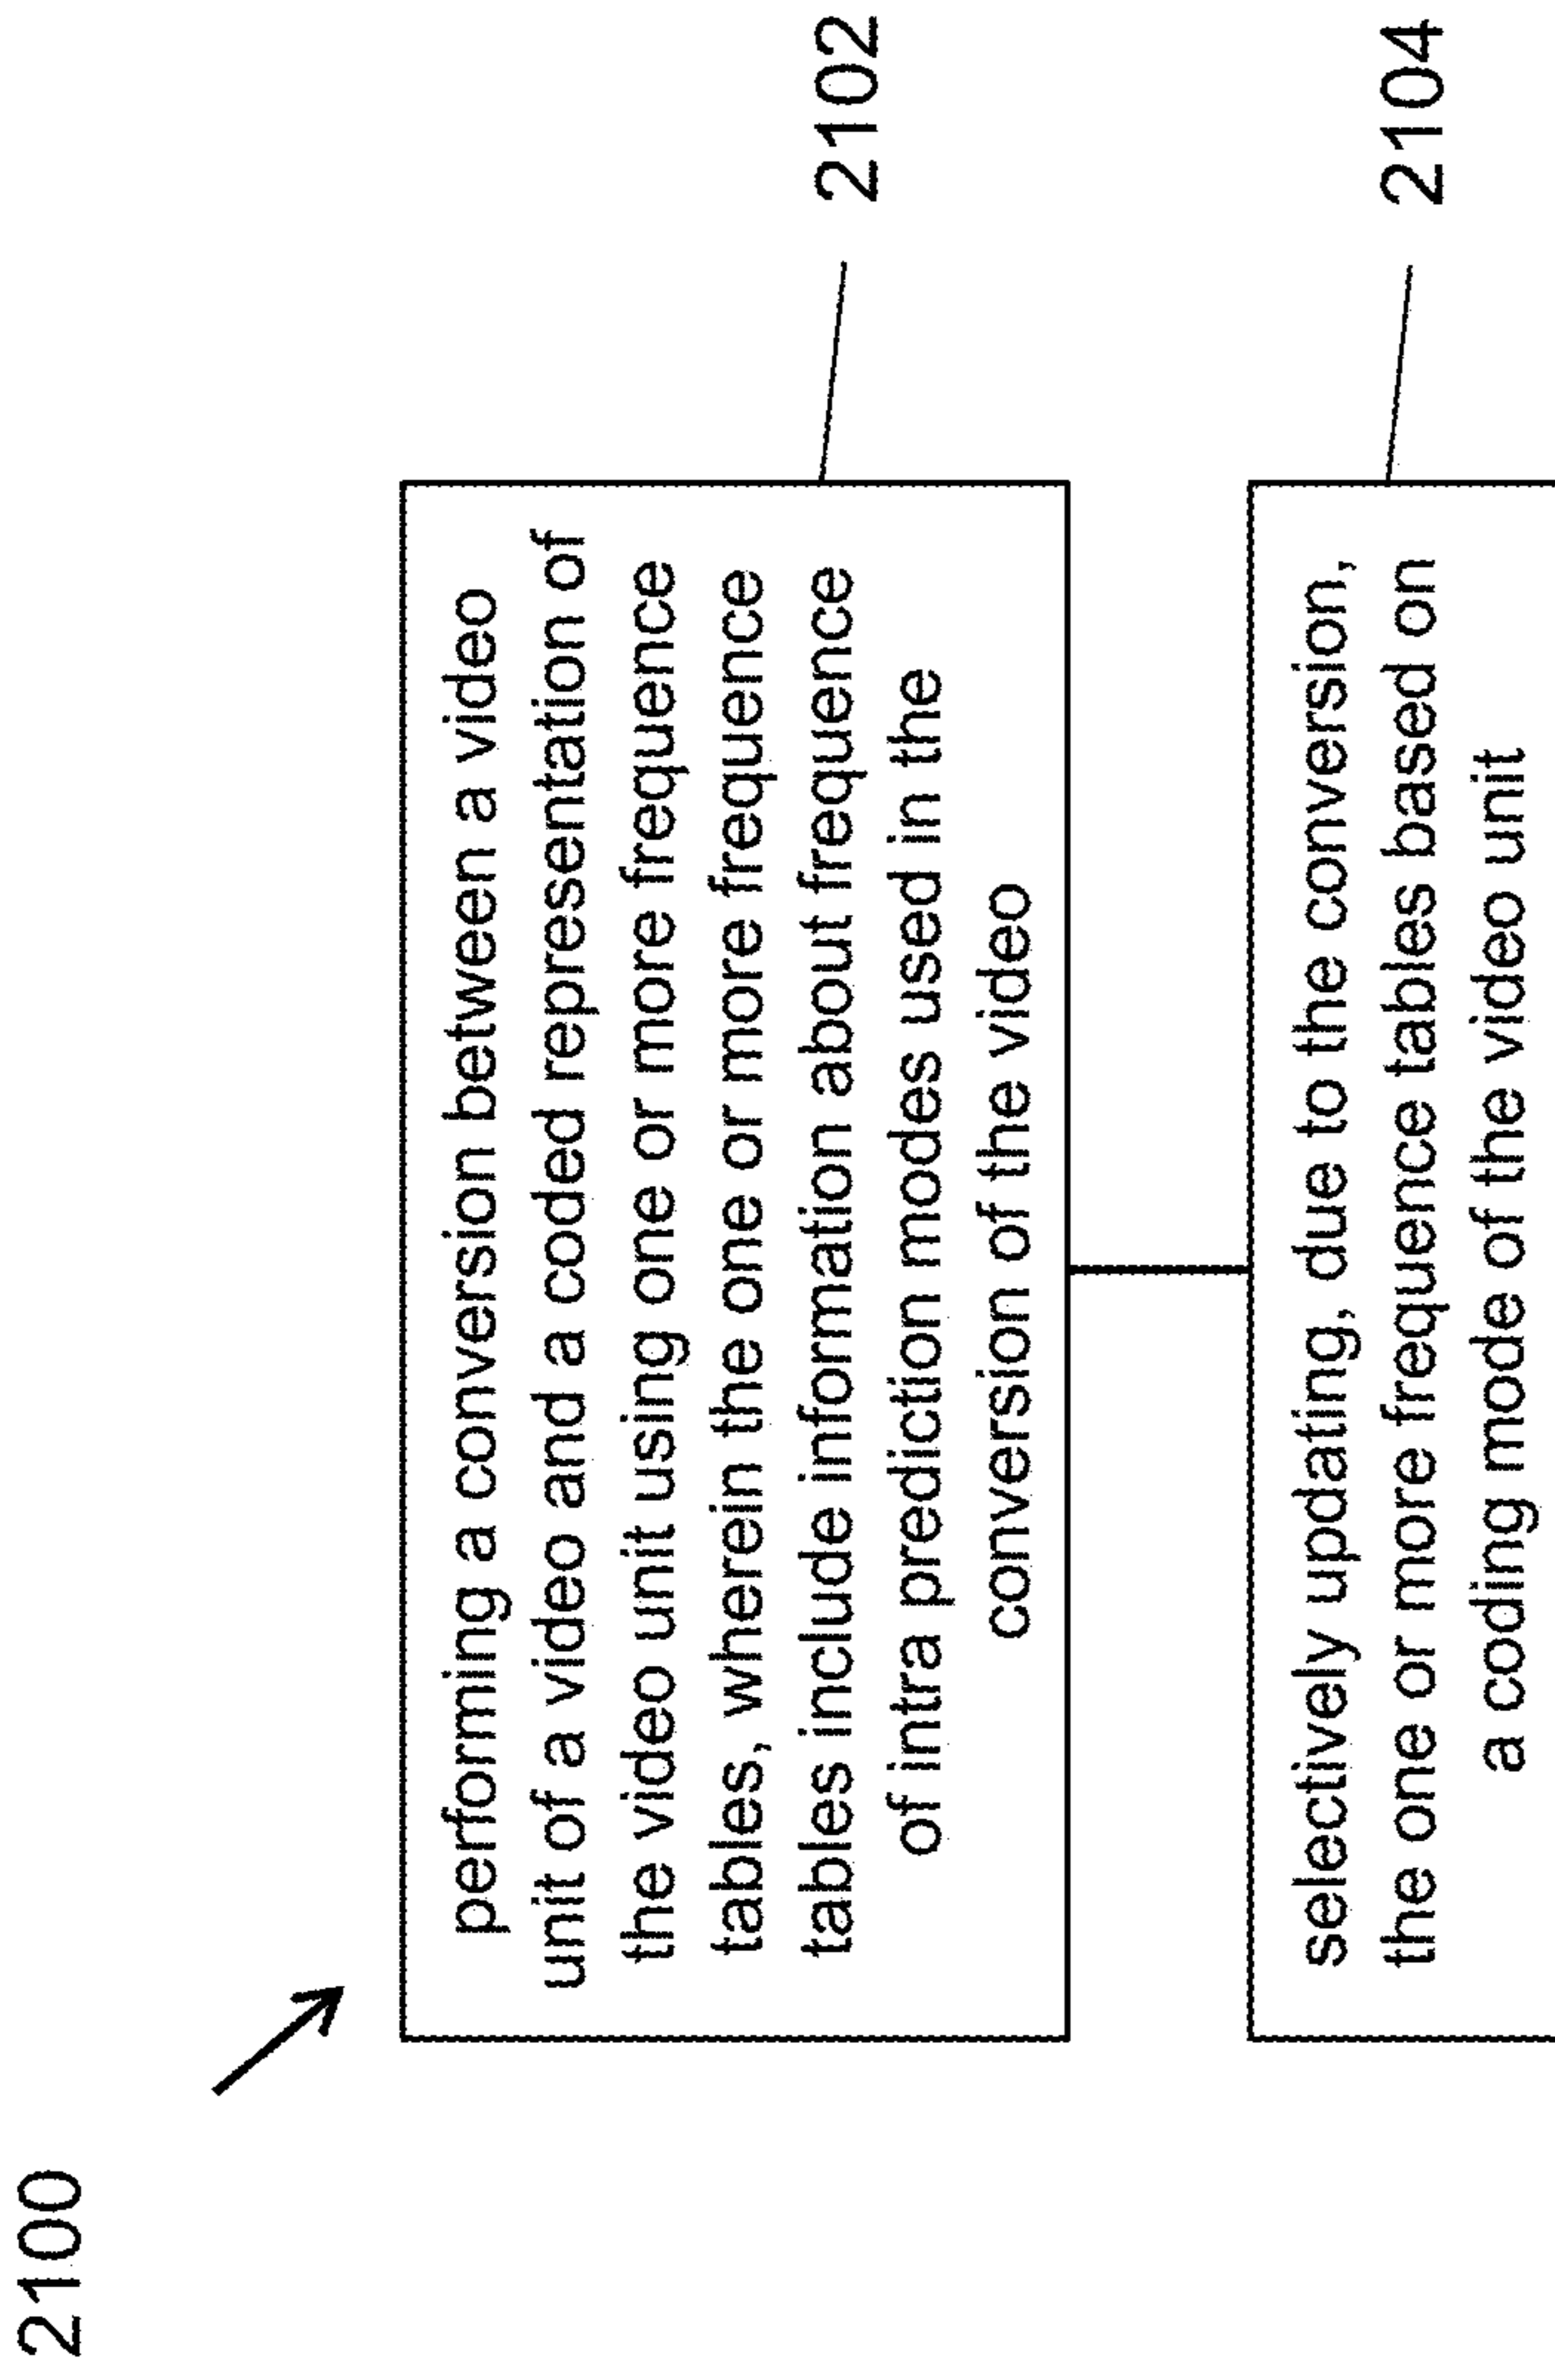 2100
performing a conversion between a video
unit of a video and a coded representation of
the video unit using one or more frequence
tables, wherein the one or more frequence
tables include information about frequence
of intra prediction modes used in the
conversion of the video
2102
selectively updating, due to the conversion,
the one or more frequence tables based on
a coding mode of the video unit
2104